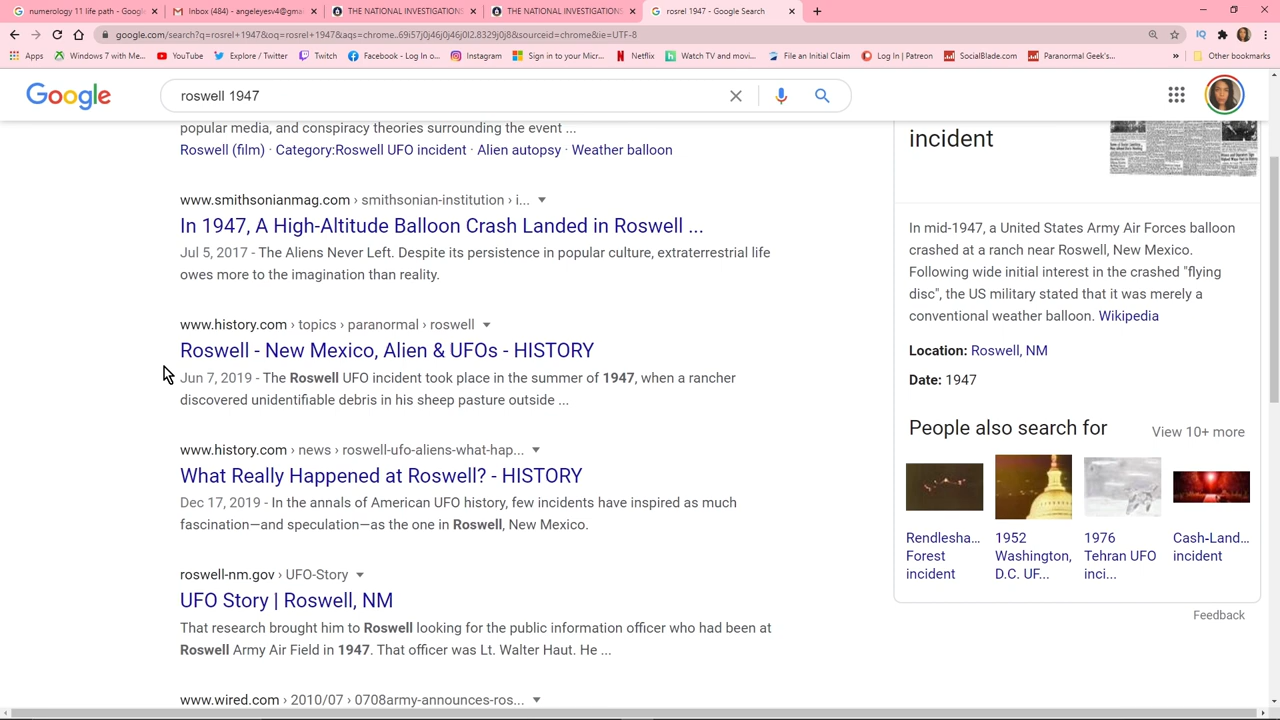 numerology 11 life path - Google
Inbox (484) - angeleyesv4@gma
THE NATIONAL INVESTIGATIONS
THE NATIONAL INVESTIGATIONS
rosrel 1947 - Google Search
google.com/search?q=rosrel+1947&oq=rosrel+1947&aqs=chrome..69i57j0j46j0j46j0l2.8329j0j8&sourceid=chrome&ie=UTF-8
Apps
Windows 7 with Me...
YouTube
Explore / Twitter
Twitch
Facebook - Log In o...
Instagram
Sign in to your Micr...
Netflix
Watch TV and movi...
File an Initial Claim
Log In | Paratron
SocialBlade.com
Paranormal Geek's...
»
Other bookmarks
Google
roswell 1947
popular media, and conspiracy theories surrounding the event ...
Roswell (film) · Category:Roswell UFO incident · Alien autopsy · Weather balloon
www.smithsonianmag.com › smithsonian-institution › i...
In 1947, A High-Altitude Balloon Crash Landed in Roswell ...
Jul 5, 2017 - The Aliens Never Left. Despite its persistence in popular culture, extraterrestrial life
owes more to the imagination than reality.
www.history.com › topics › paranormal › roswell
Roswell - New Mexico, Alien & UFOs - HISTORY
Jun 7, 2019 - The Roswell UFO incident took place in the summer of 1947, when a rancher
discovered unidentifiable debris in his sheep pasture outside ...
www.history.com › news › roswell-ufo-aliens-what-hap...
What Really Happened at Roswell? - HISTORY
Dec 17, 2019 - In the annals of American UFO history, few incidents have inspired as much
fascination—and speculation—as the one in Roswell, New Mexico.
roswell-nm.gov › UFO-Story
UFO Story | Roswell, NM
That research brought him to Roswell looking for the public information officer who had been at
Roswell Army Air Field in 1947. That officer was Lt. Walter Haut. He ...
www.wired.com › 2010/07 › 0708army-announces-ros...
incident
In mid-1947, a United States Army Air Forces balloon
crashed at a ranch near Roswell, New Mexico.
Following wide initial interest in the crashed "flying
disc", the US military stated that it was merely a
conventional weather balloon. Wikipedia
Location: Roswell, NM
Date: 1947
People also search for
View 10+ more
Rendlesha...
Forest
incident
1952
Washington,
D.C. UF...
1976
Tehran UFO
inci...
Cash-Land...
incident
Feedback